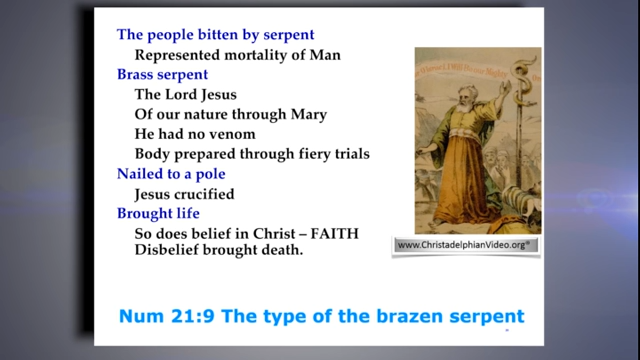 The people bitten by serpent
Represented mortality of Man
Brass serpent
The Lord Jesus
Of our nature through Mary
He had no venom
Body prepared through fiery trials
Nailed to a pole
Jesus crucified
Brought life
So does belief in Christ – FAITH
Disbelief brought death.
www.ChristadelphianVideo.org®
Num 21:9 The type of the brazen serpent